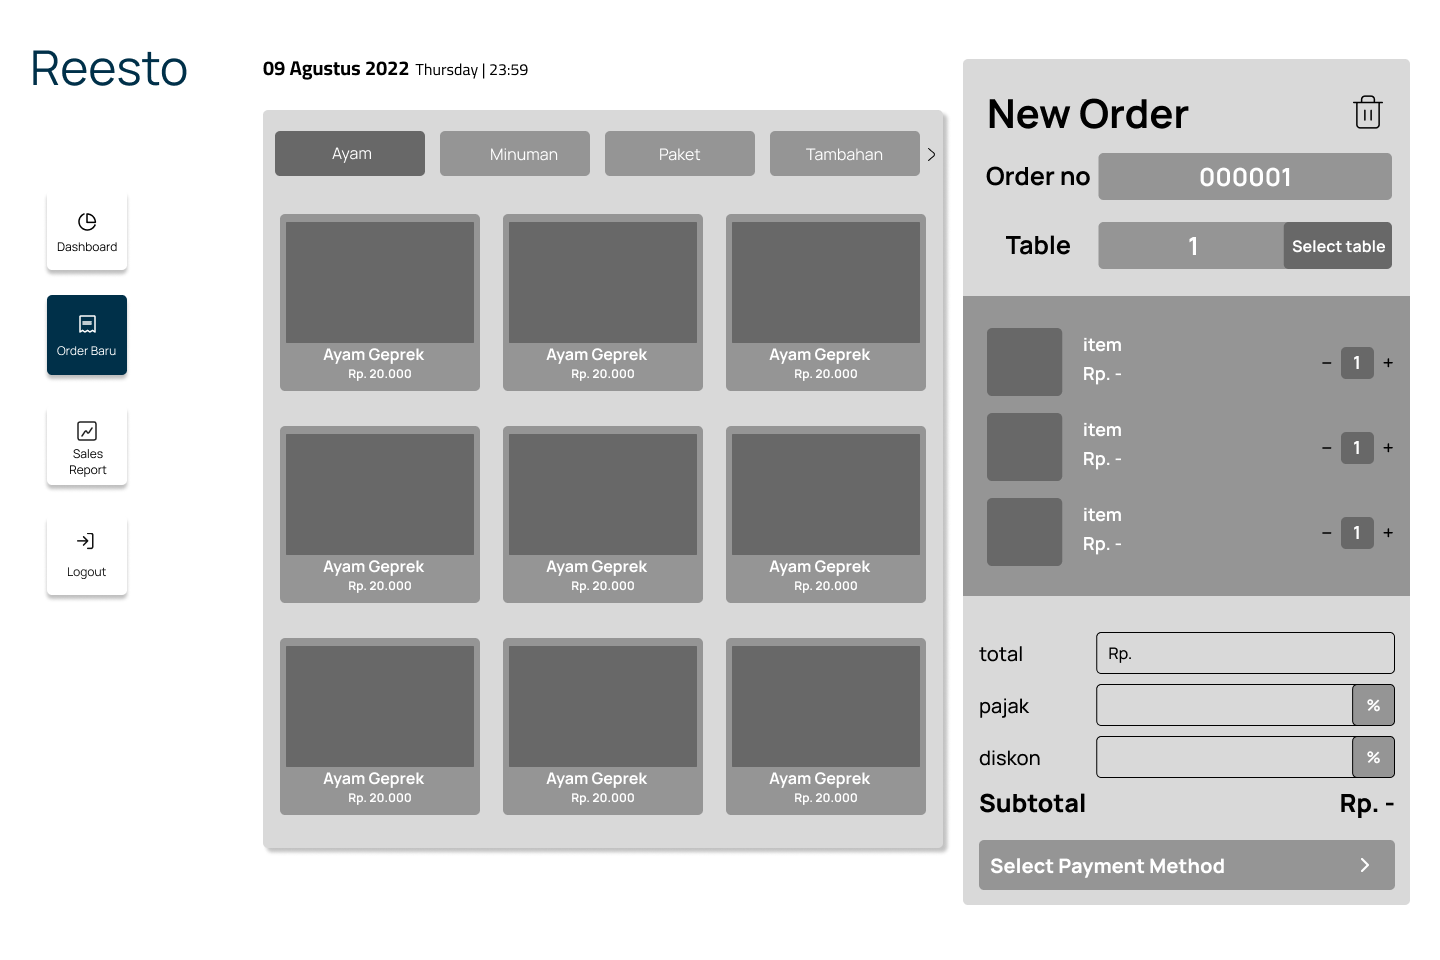 Reesto
Dashboard
Order Baru
Sales
Report
Logout
09 Agustus 2022 Thursday | 23:59
Ayam Minuman Paket Tambahan
Ayam Geprek Ayam Geprek Ayam Geprek
Rp. 20.000 Rp. 20.000 Rp. 20.000
Ayam Geprek Ayam Geprek Ayam Geprek
Rp. 20.000 Rp. 20.000 Rp. 20.000
Ayam Geprek Ayam Geprek Ayam Geprek
Rp. 20.000 Rp. 20.000 Rp. 20.000
New Order
Order no 000001
Table 1 Select table
item
Rp. - − 1 +
item
Rp. - − 1 +
item
Rp. - − 1 +
total Rp.
pajak %
diskon %
Subtotal Rp. -
Select Payment Method